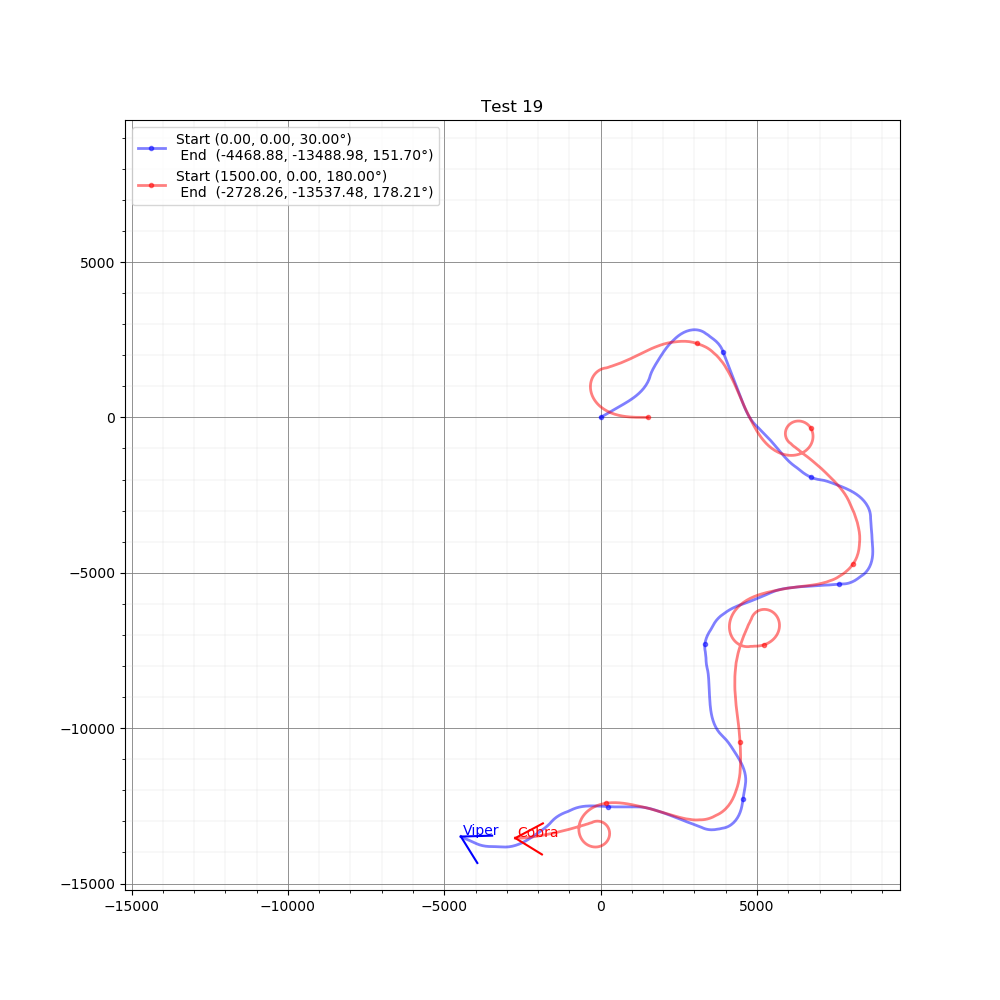 Test 19
Start (0.00, 0.00, 30.00°)
End (-4468.88, -13488.98, 151.70°)
Start (1500.00, 0.00, 180.00°)
End (-2728.26, -13537.48, 178.21°)
5000
0
−5000
−10000
−15000
Viper
Cobra
−15000
−10000
−5000
0
5000